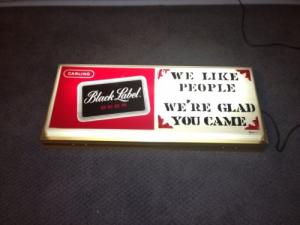 CARLING
Black Label
BEER
WE LIKE
PEOPLE
WE'RE GLAD
YOU CAME